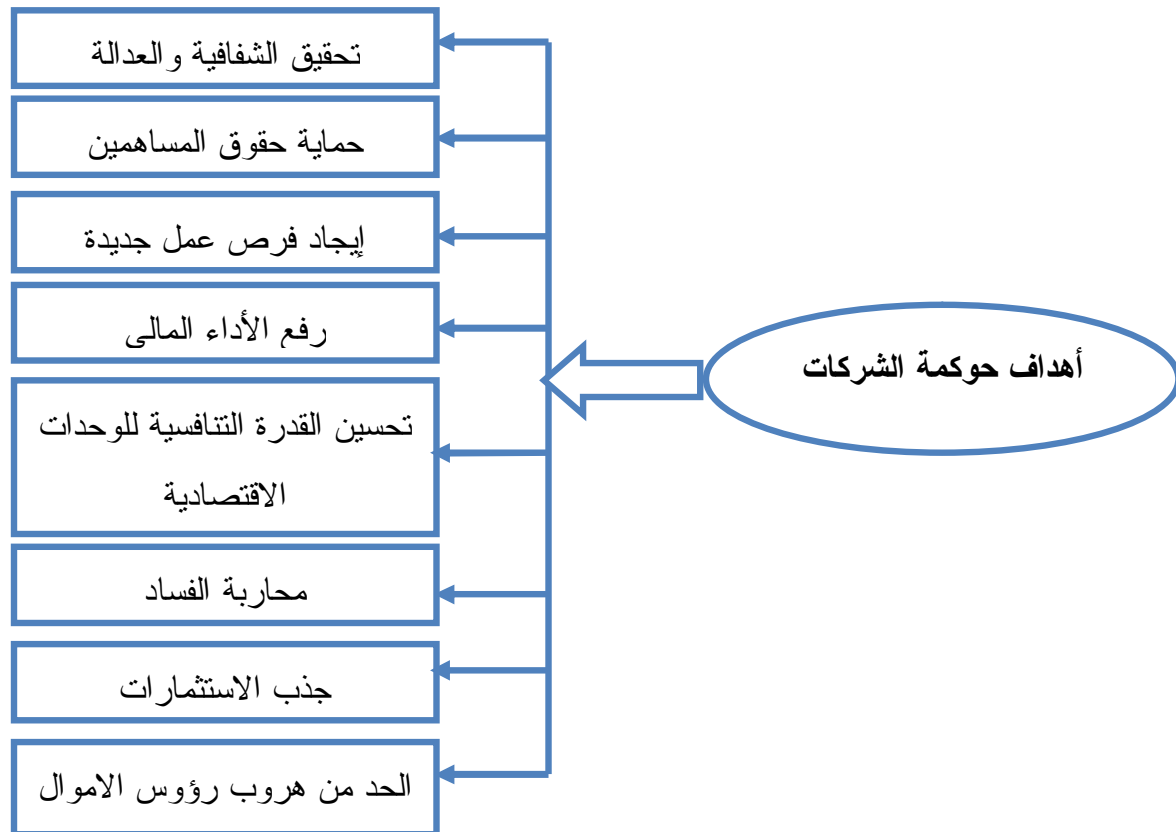 أهداف حوكمة الشركات
تحقيق الشفافية والعدالة
حماية حقوق المساهمين
إيجاد فرص عمل جديدة
رفع الأداء المالى
تحسين القدرة التنافسية للوحدات
الاقتصادية
محاربة الفساد
جذب الاستثمارات
الحد من هروب رؤوس الاموال